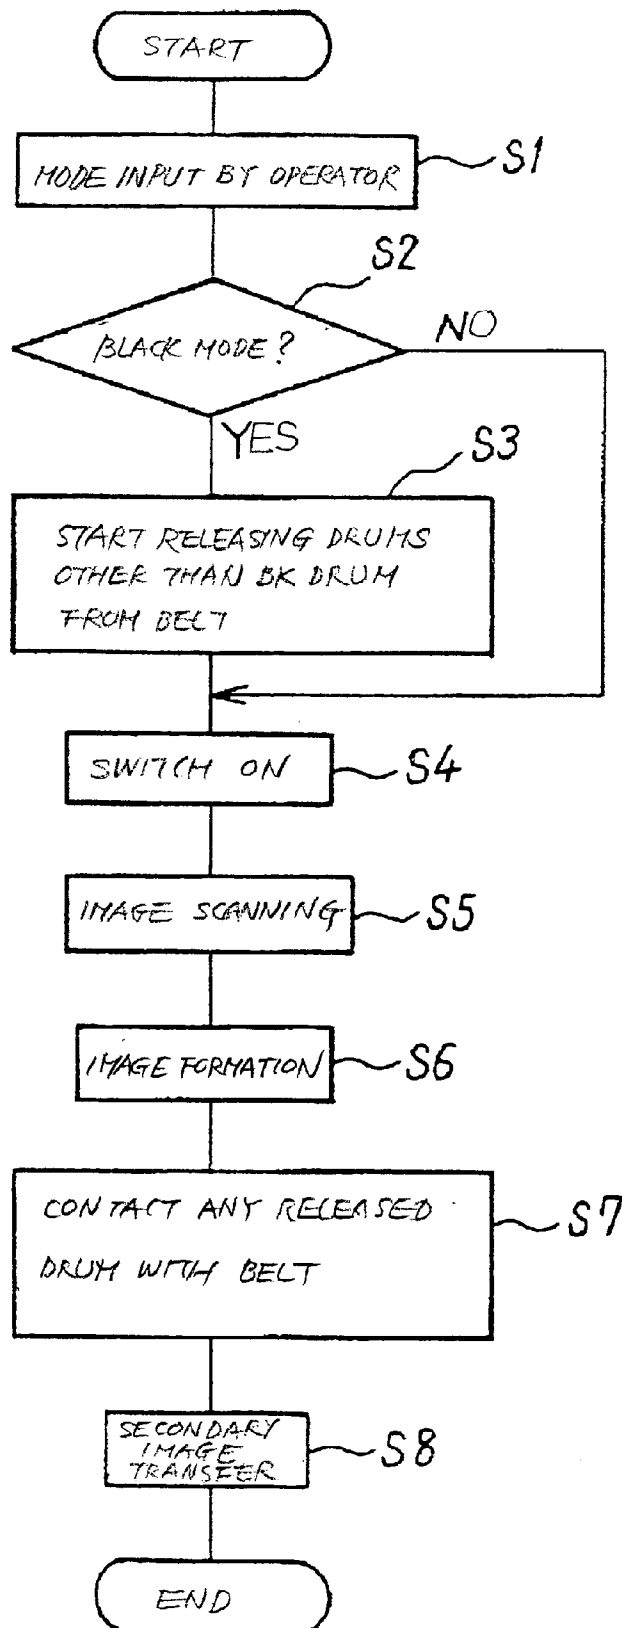 START
MODE INPUT BY OPERATOR
S1
S2
BLACK MODE?
NO
YES
S3
START RELEASING DRUMS
OTHER THAN BK DRUM
FROM BELT
SWITCH ON
S4
IMAGE SCANNING
S5
IMAGE FORMATION
S6
CONTACT ANY RELEASED
DRUM WITH BELT
S7
SECONDARY
IMAGE
TRANSFER
S8
END